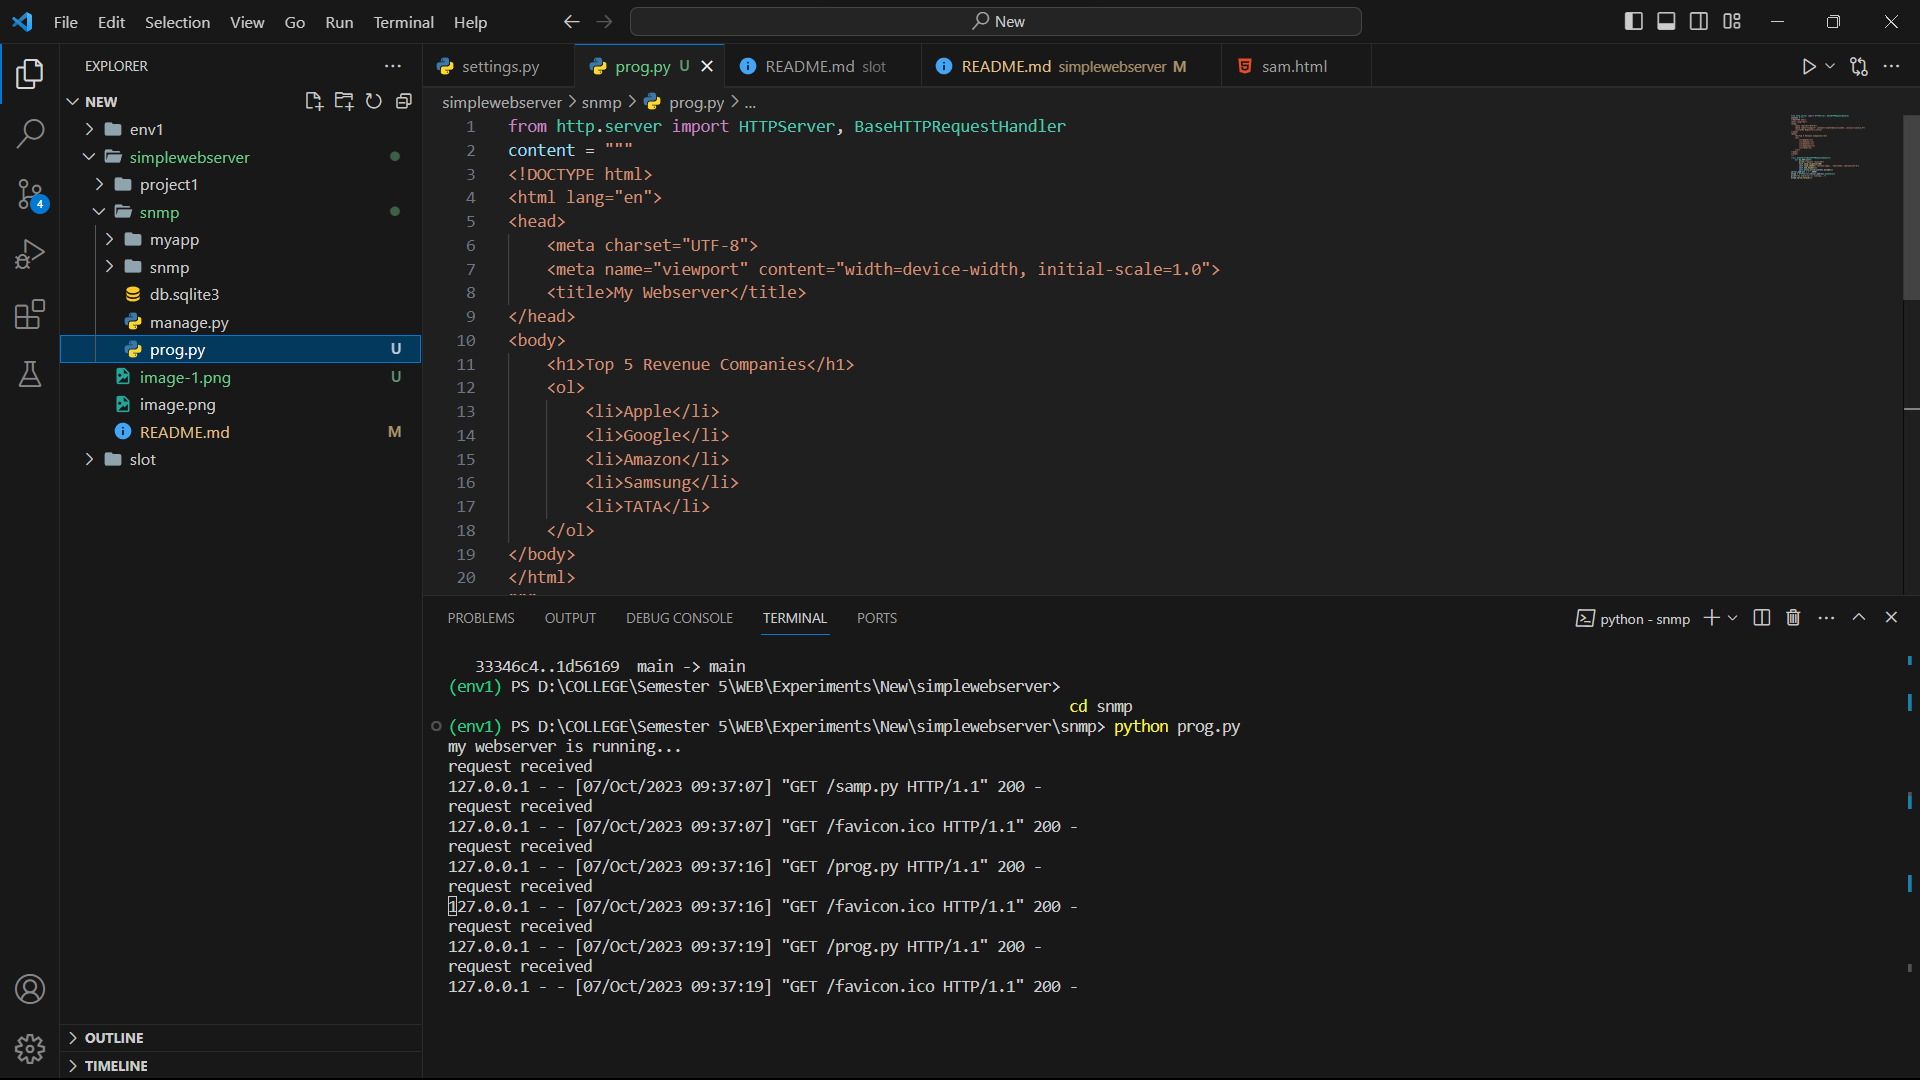 File Edit Selection View Go Run Terminal Help
New
EXPLORER
NEW
env1
simplewebserver
project1
snmp
myapp
snmp
db.sqlite3
manage.py
prog.py U
image-1.png U
image.png
README.md M
slot
OUTLINE
TIMELINE
4
settings.py prog.py U README.md slot README.md simplewebserver M sam.html
simplewebserver > snmp > prog.py > ...
1 from http.server import HTTPServer, BaseHTTPRequestHandler
2 content = """
3 <!DOCTYPE html>
4 <html lang="en">
5 <head>
6 <meta charset="UTF-8">
7 <meta name="viewport" content="width=device-width, initial-scale=1.0">
8 <title>My Webserver</title>
9 </head>
10 <body>
11 <h1>Top 5 Revenue Companies</h1>
12 <ol>
13 <li>Apple</li>
14 <li>Google</li>
15 <li>Amazon</li>
16 <li>Samsung</li>
17 <li>TATA</li>
18 </ol>
19 </body>
20 </html>
PROBLEMS OUTPUT DEBUG CONSOLE TERMINAL PORTS
python - snmp
33346c4..1d56169 main -> main
(env1) PS D:\COLLEGE\Semester 5\WEB\Experiments\New\simplewebserver>
cd snmp
(env1) PS D:\COLLEGE\Semester 5\WEB\Experiments\New\simplewebserver\snmp> python prog.py
my webserver is running...
request received
127.0.0.1 - - [07/Oct/2023 09:37:07] "GET /samp.py HTTP/1.1" 200 -
request received
127.0.0.1 - - [07/Oct/2023 09:37:07] "GET /favicon.ico HTTP/1.1" 200 -
request received
127.0.0.1 - - [07/Oct/2023 09:37:16] "GET /prog.py HTTP/1.1" 200 -
request received
127.0.0.1 - - [07/Oct/2023 09:37:16] "GET /favicon.ico HTTP/1.1" 200 -
request received
127.0.0.1 - - [07/Oct/2023 09:37:19] "GET /prog.py HTTP/1.1" 200 -
request received
127.0.0.1 - - [07/Oct/2023 09:37:19] "GET /favicon.ico HTTP/1.1" 200 -